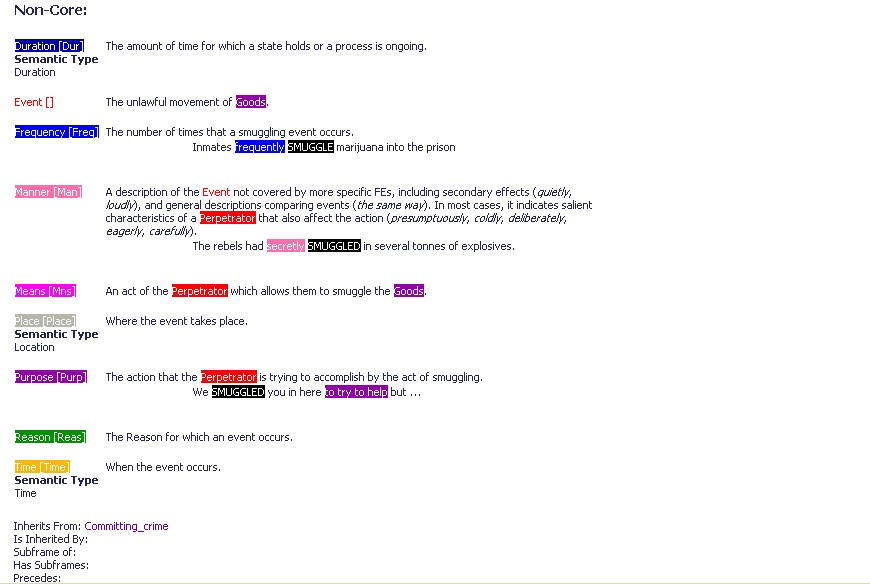 Non-Core:
Duration [Dur] The amount of time for which a state holds or a process is ongoing.
Semantic Type
Duration
Event [] The unlawful movement of Goods.
Frequency [Freq] The number of times that a smuggling event occurs.
Inmates frequently SMUGGLE marijuana into the prison
Manner [Man] A description of the Event not covered by more specific FEs, including secondary effects (quietly,
loudly), and general descriptions comparing events (the same way). In most cases, it indicates salient
characteristics of a Perpetrator that also affect the action (presumptuously, coldly, deliberately,
eagerly, carefully).
The rebels had secretly SMUGGLED in several tonnes of explosives.
Means [Mns] An act of the Perpetrator which allows them to smuggle the Goods.
Place [Place] Where the event takes place.
Semantic Type
Location
Purpose [Purp] The action that the Perpetrator is trying to accomplish by the act of smuggling.
We SMUGGLED you in here to try to help but ...
Reason [Reas] The Reason for which an event occurs.
Time [Time] When the event occurs.
Semantic Type
Time
Inherits From: Committing_crime
Is Inherited By:
Subframe of:
Has Subframes:
Precedes: